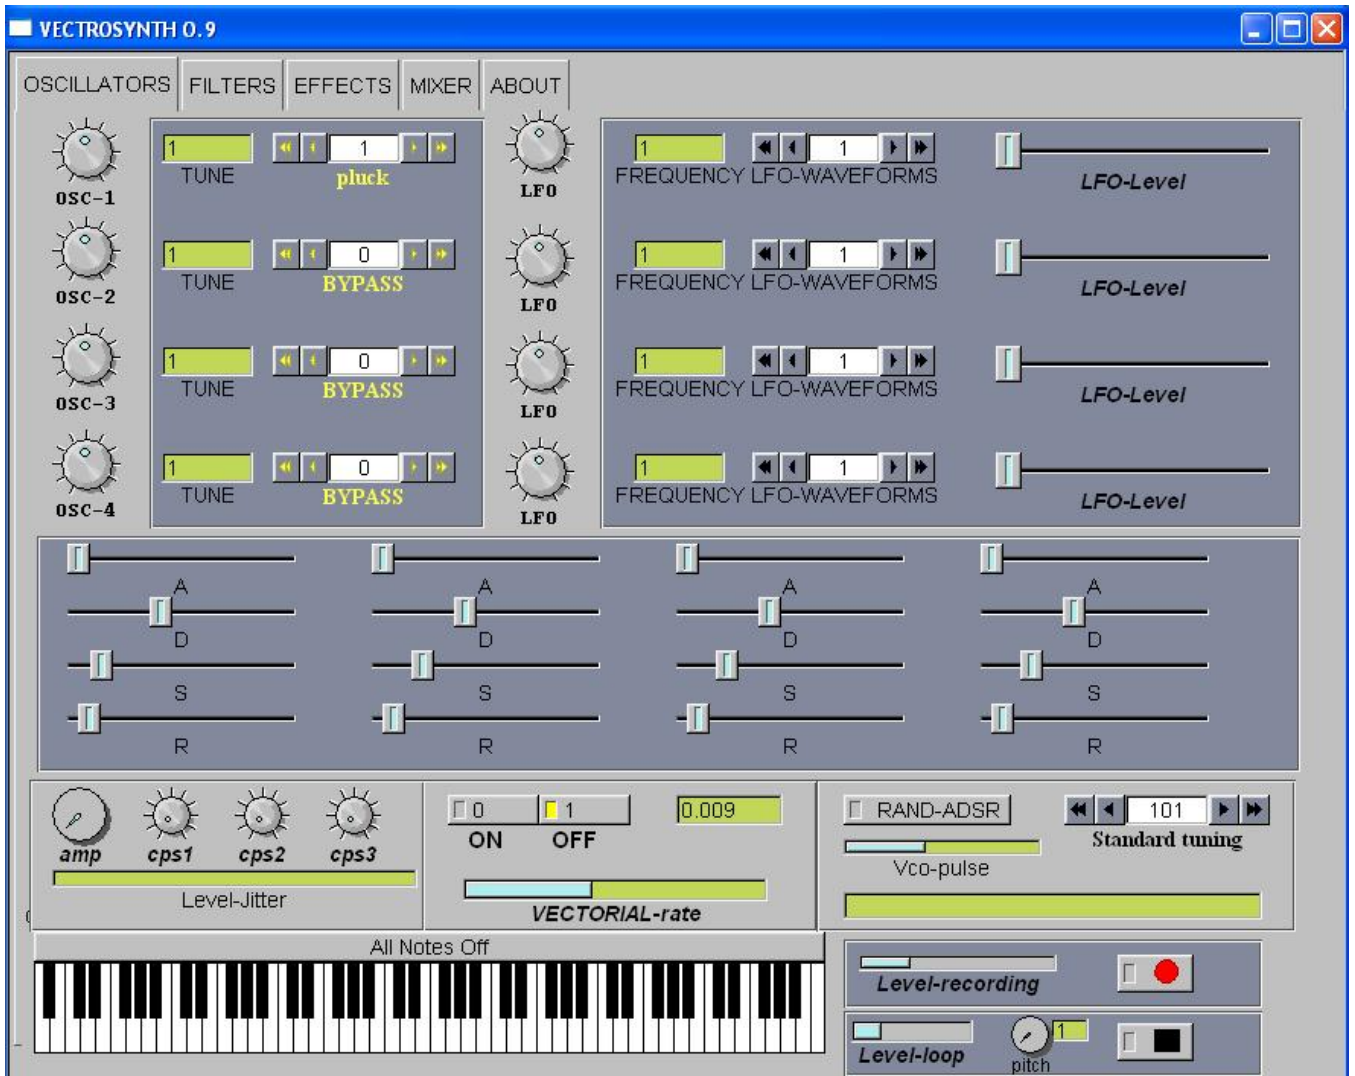 VECTROSYNTH 0.9
OSCILLATORS FILTERS EFFECTS MIXER ABOUT
1 1 1 1
TUNE pluck FREQUENCY LFO-WAVEFORMS LFO-Level
OSC-1 LFO
1 0 1 1
TUNE BYPASS FREQUENCY LFO-WAVEFORMS LFO-Level
OSC-2 LFO
1 0 1 1
TUNE BYPASS FREQUENCY LFO-WAVEFORMS LFO-Level
OSC-3 LFO
1 0 1 1
TUNE BYPASS FREQUENCY LFO-WAVEFORMS LFO-Level
OSC-4 LFO
A A A A
D D D D
S S S S
R R R R
amp cps1 cps2 cps3
Level-Jitter
0 1 0.009
ON OFF
VECTORIAL-rate
RAND-ADSR 101
Standard tuning
Vco-pulse
All Notes Off
Level-recording
Level-loop pitch 1